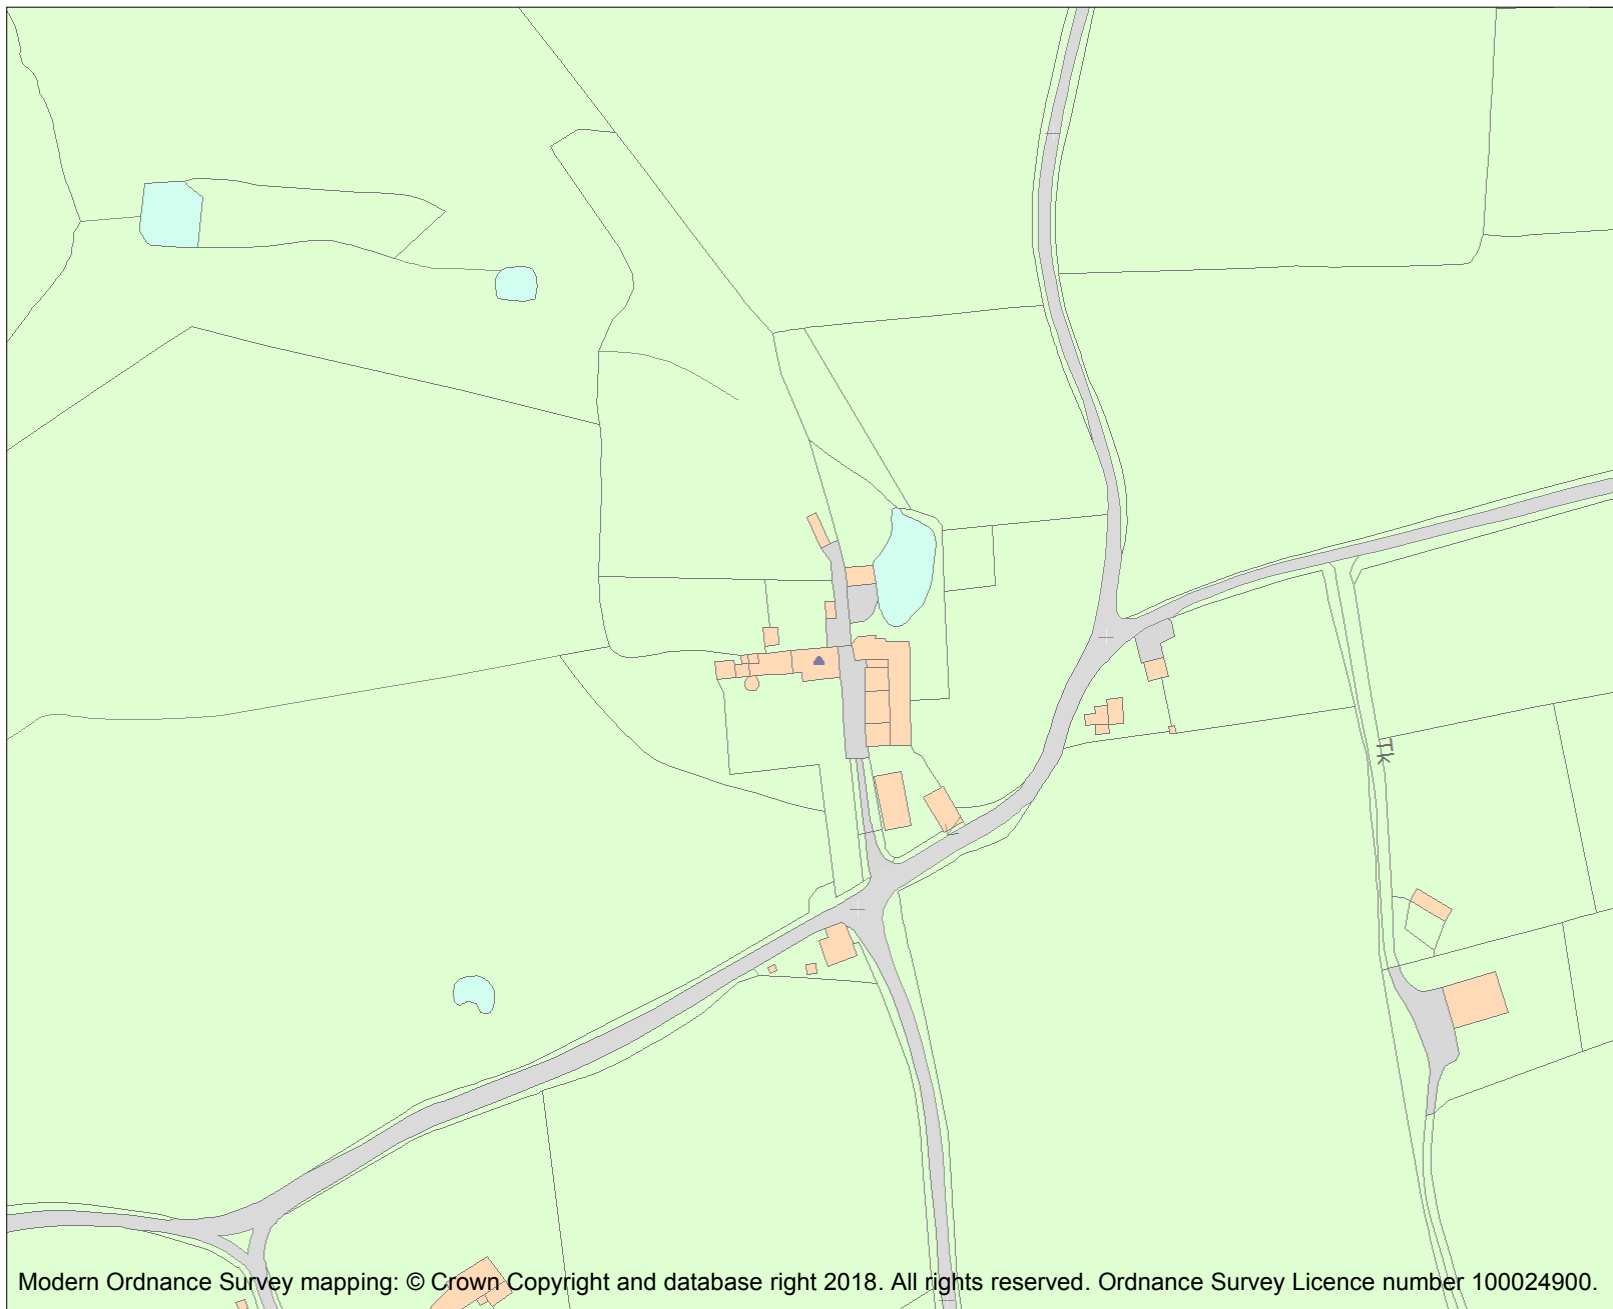 Tk
Modern Ordnance Survey mapping: © Crown Copyright and database right 2018. All rights reserved. Ordnance Survey Licence number 100024900.